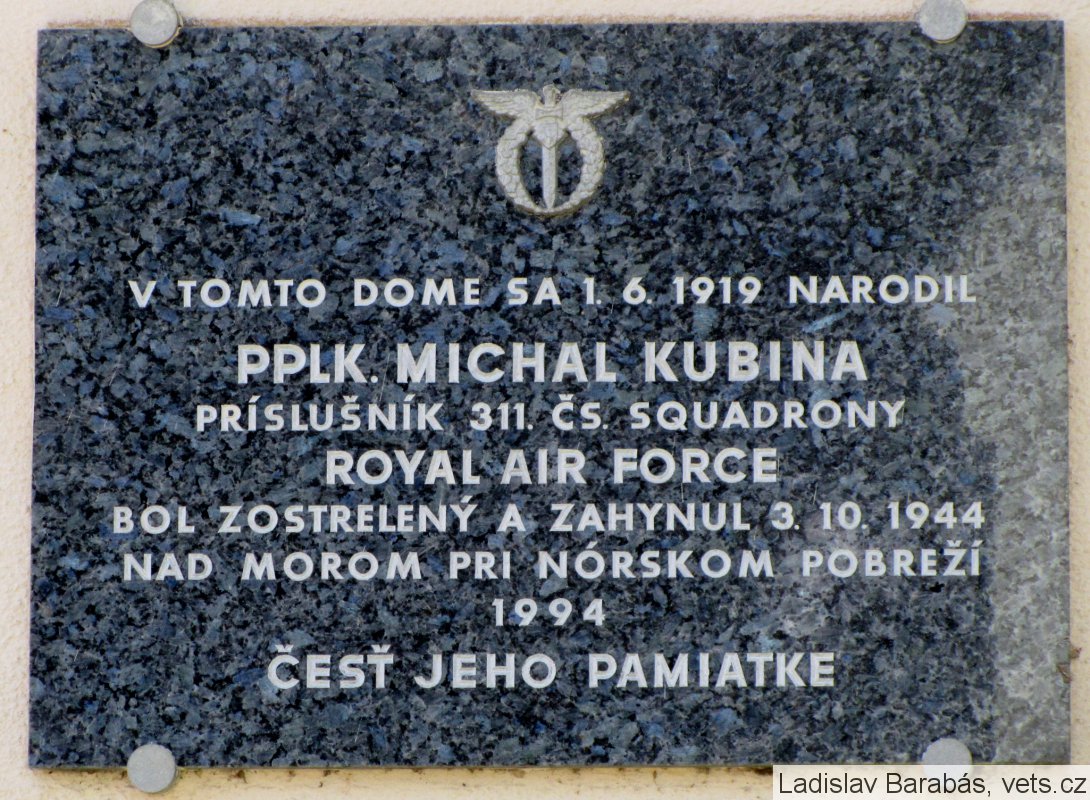 V TOMTO DOME SA 1. 6. 1919 NARODIL
PPLK. MICHAL KUBINA
PRÍSLUŠNÍK 311. ČS. SQUADRONY
ROYAL AIR FORCE
BOL ZOSTRELENÝ A ZAHYNUL 3. 10. 1944
NAD MOROM PRI NÓRSKOM POBREŽÍ
1994
ČESŤ JEHO PAMIATKE
Ladislav Barabás, vets.cz